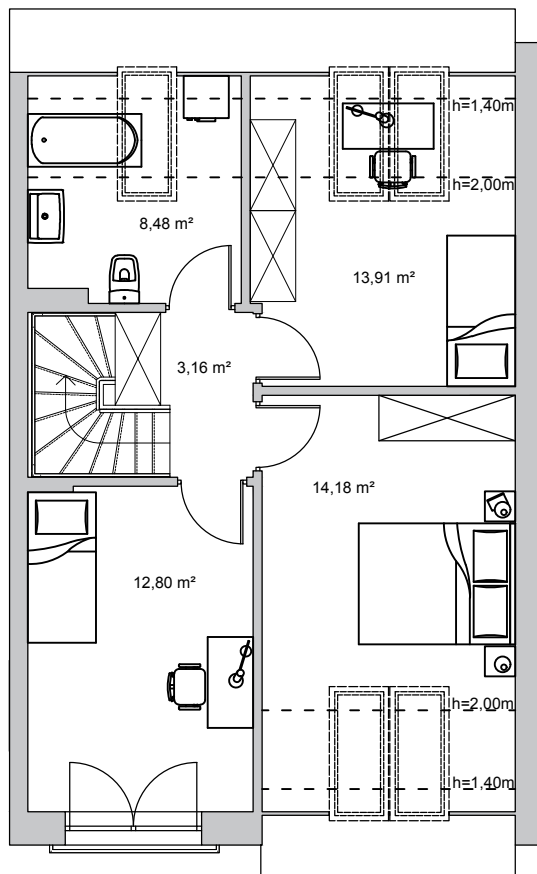 h=1,40m
h=2,00m
8,48 m²
13,91 m²
3,16 m²
14,18 m²
12,80 m²
h=2,00m
h=1,40m